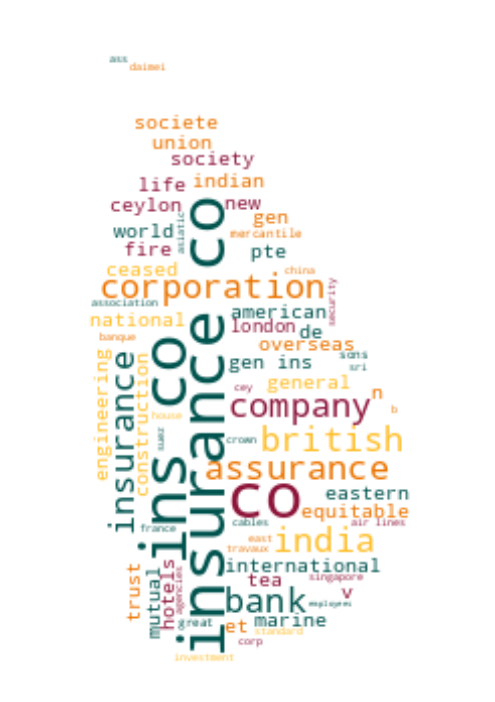 ass
daimei
societe
union
society
life
indian
ceylon
new
asiatic
gen
world
mercantile
fire
pte
ceased
china
corporation
security
association
american
national
london
de
banque
overseas
insurance co
ins co
insurance
engineering
construction
gen ins
sons
sri
cey
general
n
house
company
b
suez
crown
british
assurance
co
eastern
equitable
france
cables
air lines
east
india
travaux
international
trust
mutual
hotels
agencies
tea
singapore
bank
v
employees
great
et
marine
standard
corp
investment